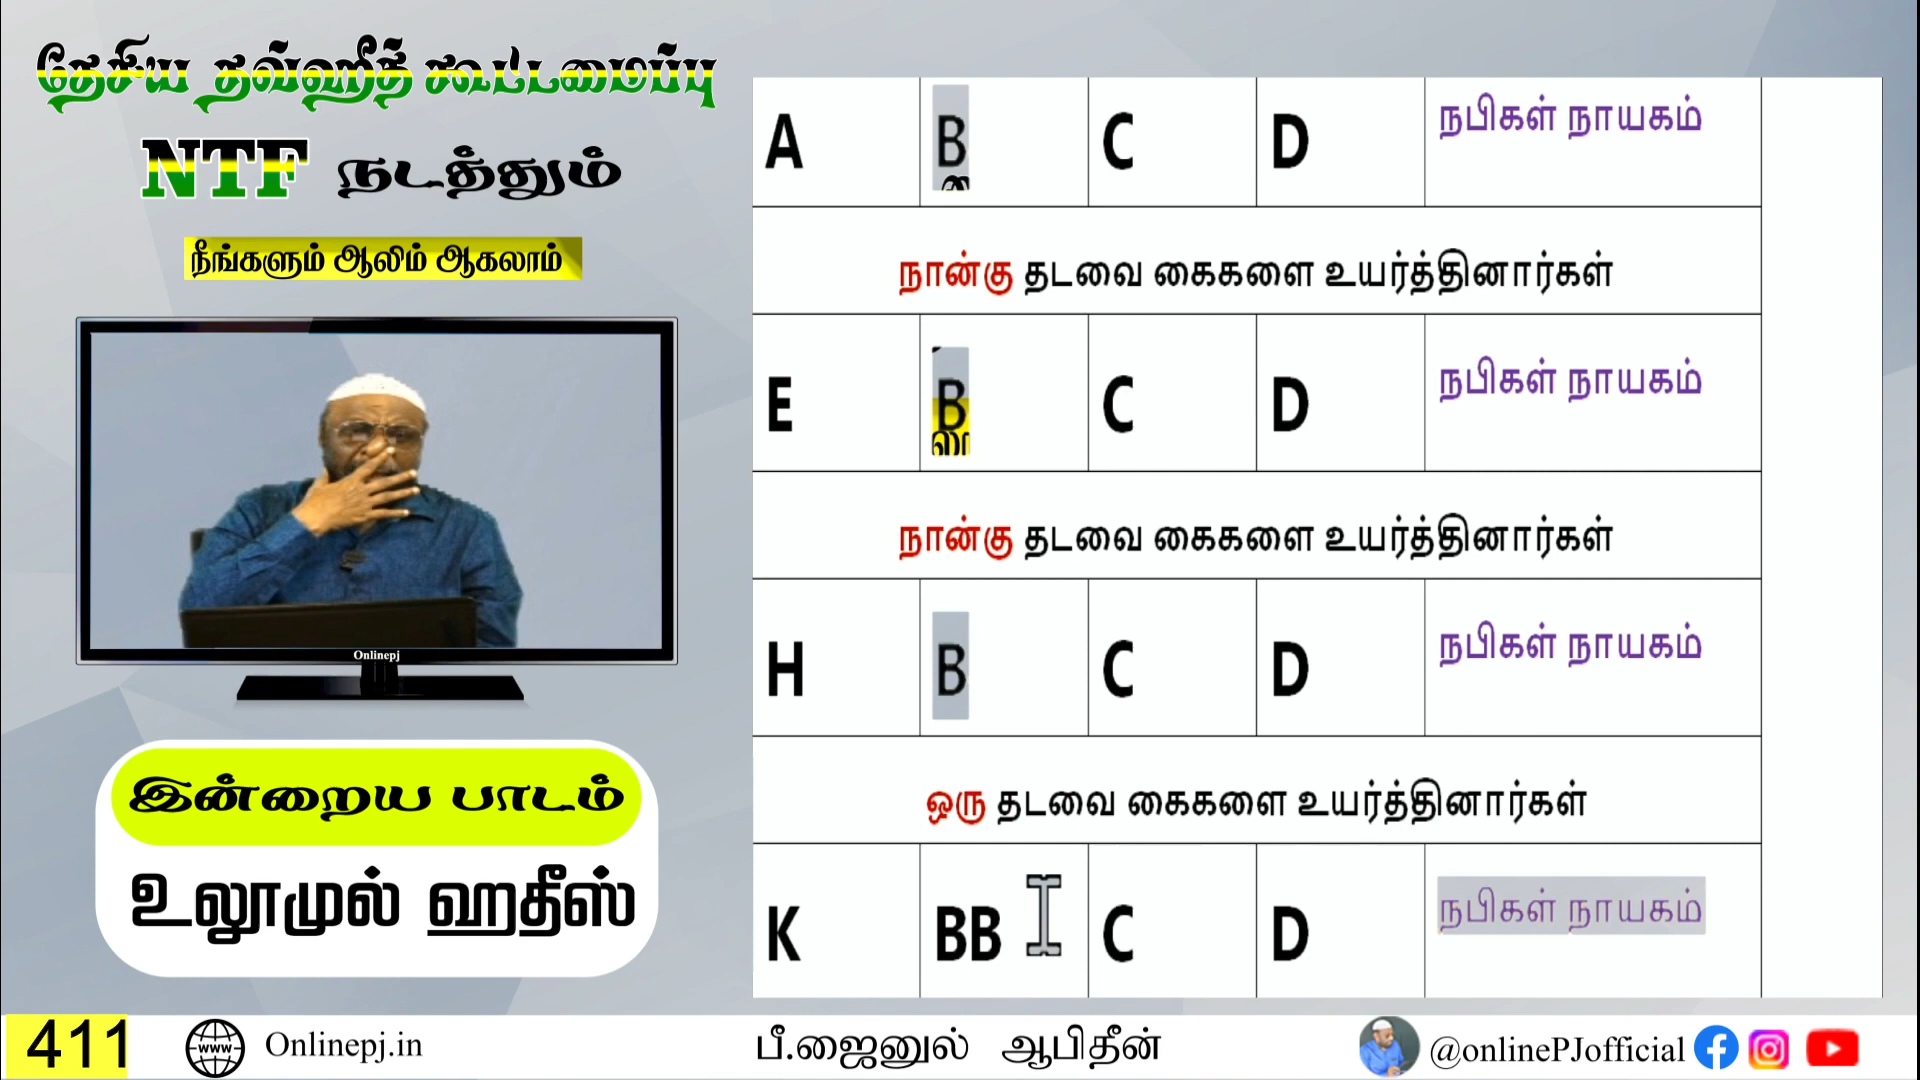 தேசிய தவ்ஹீத் கூட்டமைப்பு
NTF நடத்தும்
நீங்களும் ஆலிம் ஆகலாம்
Onlinepj
இன்றைய பாடம்
உலூமுல் ஹதீஸ்
A B C D நபிகள் நாயகம்
நான்கு தடவை கைகளை உயர்த்தினார்கள்
E B C D நபிகள் நாயகம்
நான்கு தடவை கைகளை உயர்த்தினார்கள்
H B C D நபிகள் நாயகம்
ஒரு தடவை கைகளை உயர்த்தினார்கள்
K BB C D நபிகள் நாயகம்
411 www Onlinepj.in பீ.ஜைனுல் ஆபிதீன் @onlinePJofficial